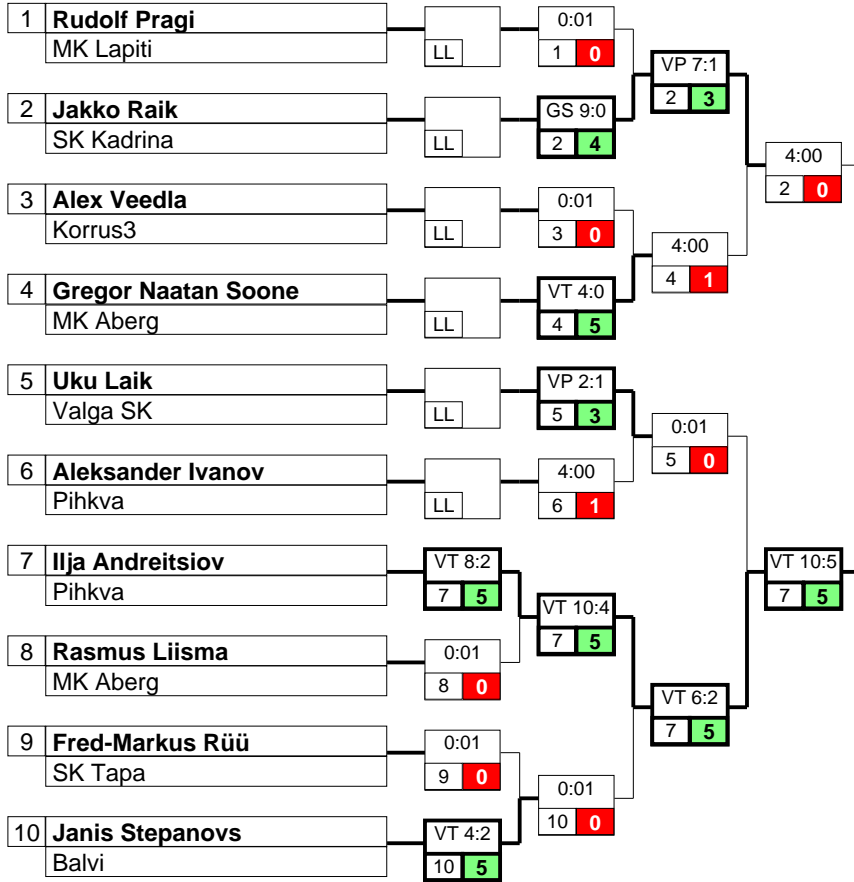 1 Rudolf Pragi 0:01
MK Lapiti LL 1 0
VP 7:1
2 3
2 Jakko Raik GS 9:0
SK Kadrina LL 2 4
4:00
2 0
3 Alex Veedla 0:01
Korrus3 LL 3 0
4:00
4 1
4 Gregor Naatan Soone VT 4:0
MK Aberg LL 4 5
5 Uku Laik VP 2:1
Valga SK LL 5 3
0:01
5 0
6 Aleksander Ivanov 4:00
Pihkva LL 6 1
7 Ilja Andreitsiov VT 8:2 VT 10:5
Pihkva 7 5 7 5
VT 10:4
7 5
8 Rasmus Liisma 0:01
MK Aberg 8 0
VT 6:2
7 5
9 Fred-Markus Rüü 0:01
SK Tapa 9 0
0:01
10 0
10 Janis Stepanovs VT 4:2
Balvi 10 5